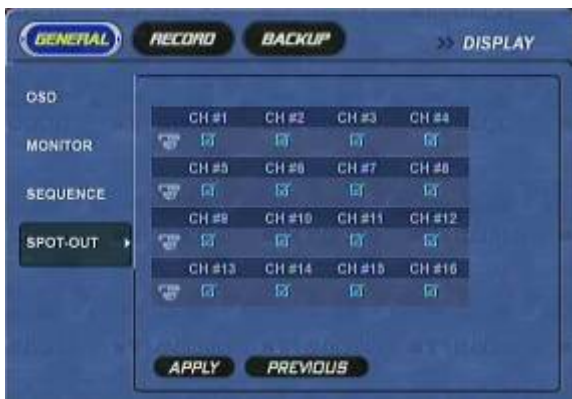 GENERAL RECORD BACKUP >> DISPLAY
OSD
MONITOR
SEQUENCE
SPOT-OUT
CH #1 CH #2 CH #3 CH #4
CH #5 CH #6 CH #7 CH #8
CH #9 CH #10 CH #11 CH #12
CH #13 CH #14 CH #15 CH #16
APPLY PREVIOUS